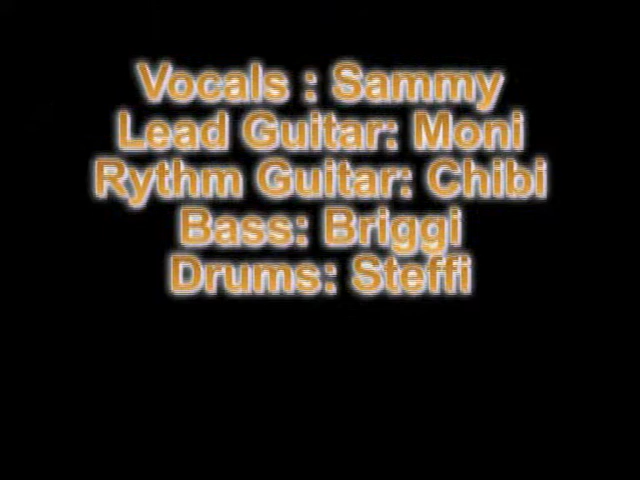 Vocals : Sammy
Lead Guitar: Moni
Rythm Guitar: Chibi
Bass: Briggi
Drums: Steffi